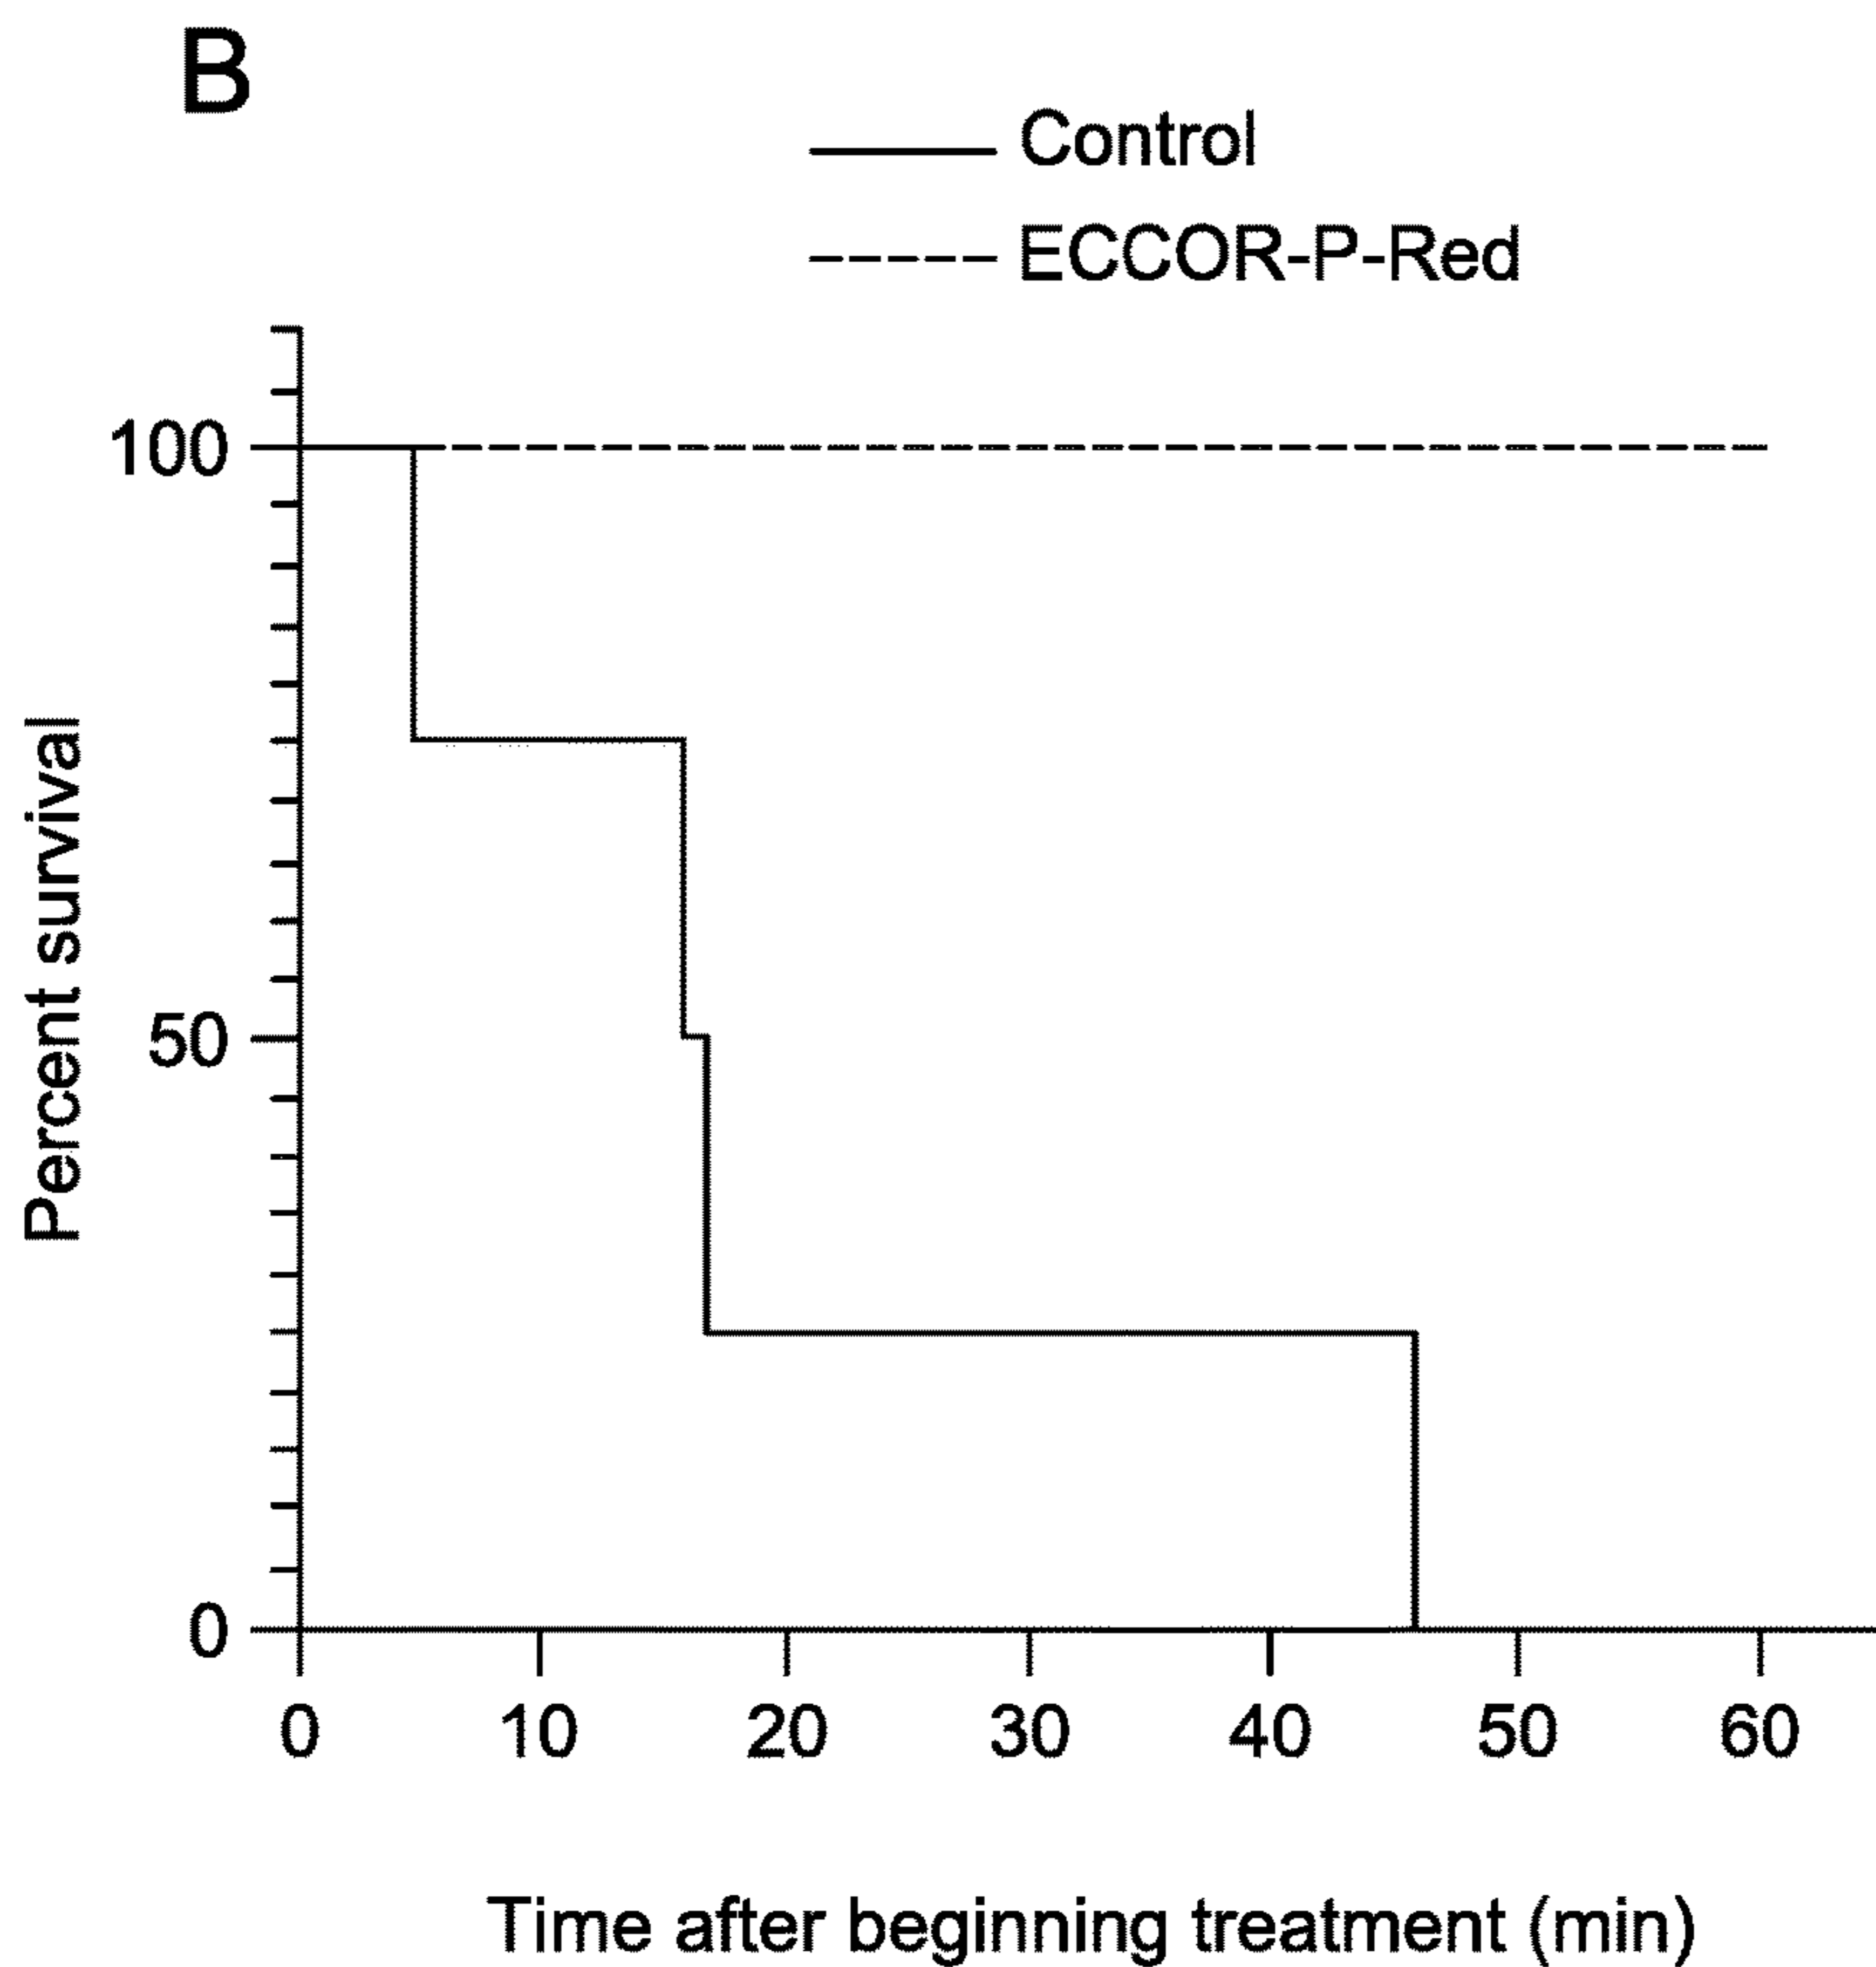 B
Control
ECCOR-P-Red
100
50
0
Percent survival
0 10 20 30 40 50 60
Time after beginning treatment (min)